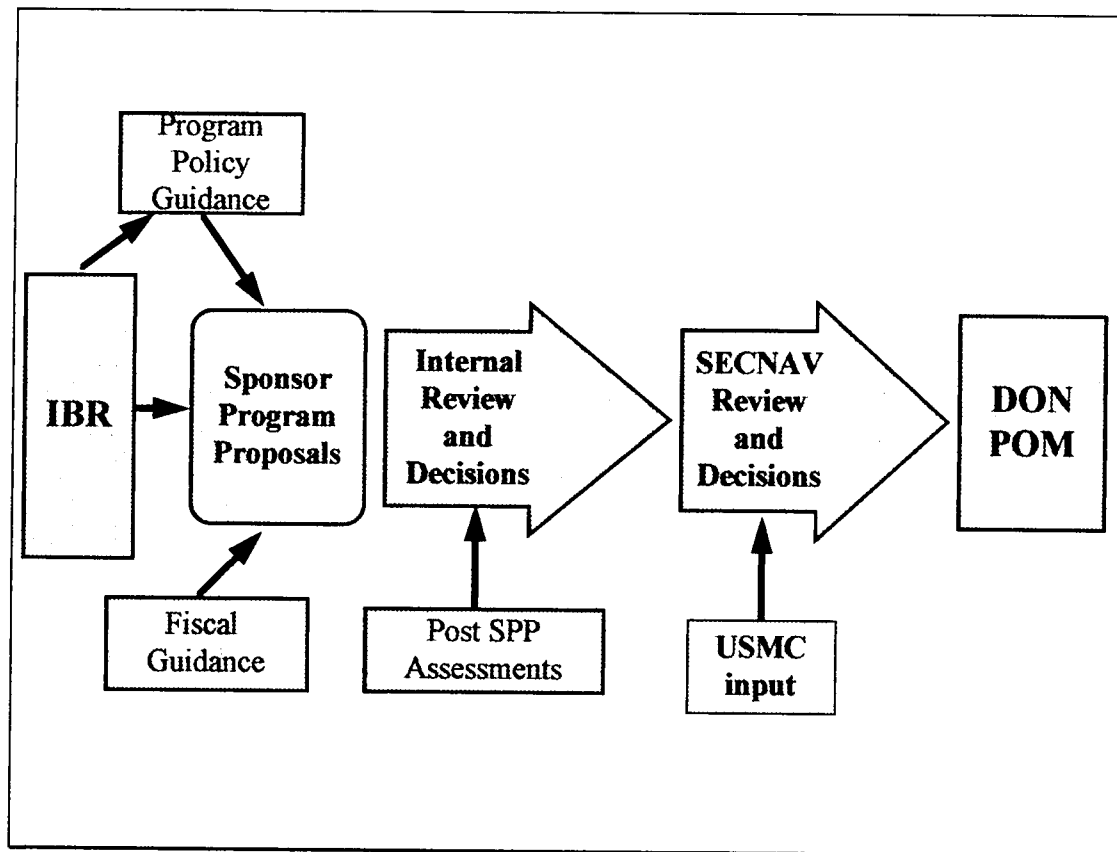 Program
Policy
Guidance
IBR
Sponsor
Program
Proposals
Internal
Review
and
Decisions
SECNAV
Review
and
Decisions
DON
POM
Fiscal
Guidance
Post SPP
Assessments
USMC
input